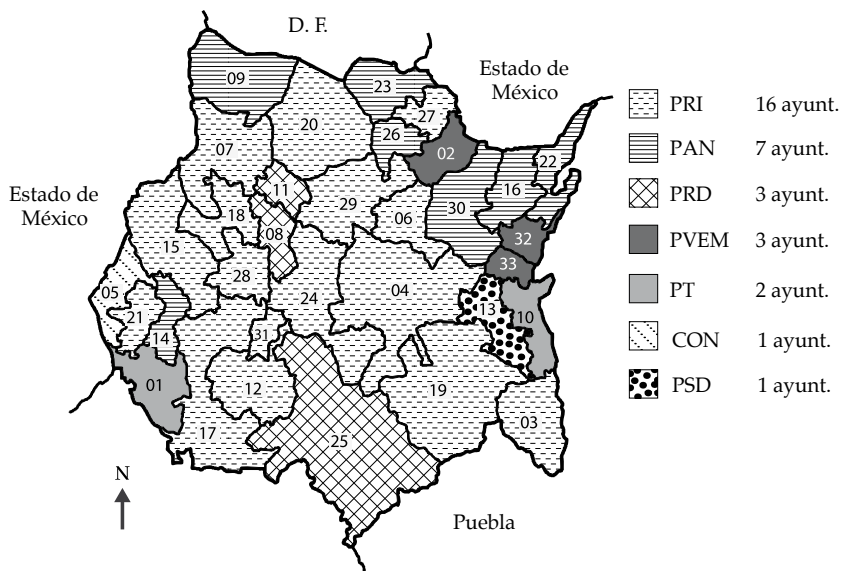 D. F.
Estado de
México
Estado de
México
Puebla
N
09
23
27
20
26
02
07
22
16
11
18
29
06
30
32
08
15
33
28
05
04
24
13
10
21
14
31
01
12
19
03
17
25
PRI 16 ayunt.
PAN 7 ayunt.
PRD 3 ayunt.
PVEM 3 ayunt.
PT 2 ayunt.
CON 1 ayunt.
PSD 1 ayunt.